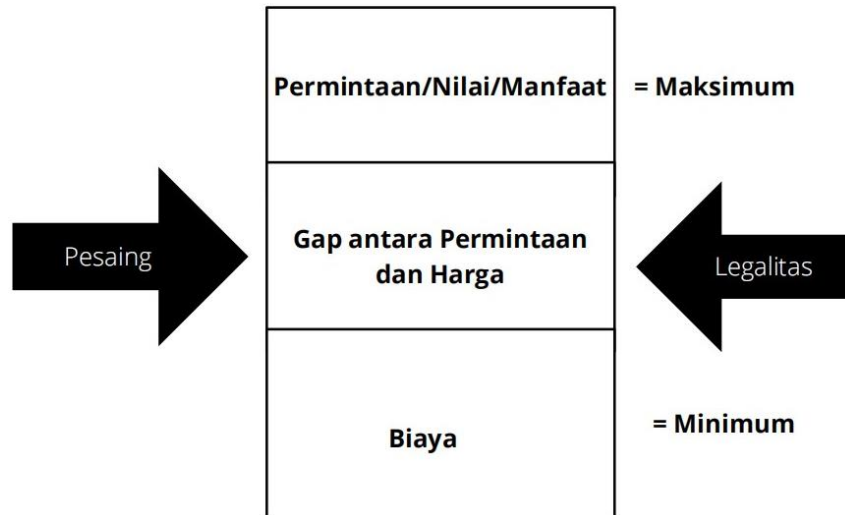 Permintaan/Nilai/Manfaat = Maksimum
Pesaing
Gap antara Permintaan
dan Harga
Legalitas
Biaya
= Minimum